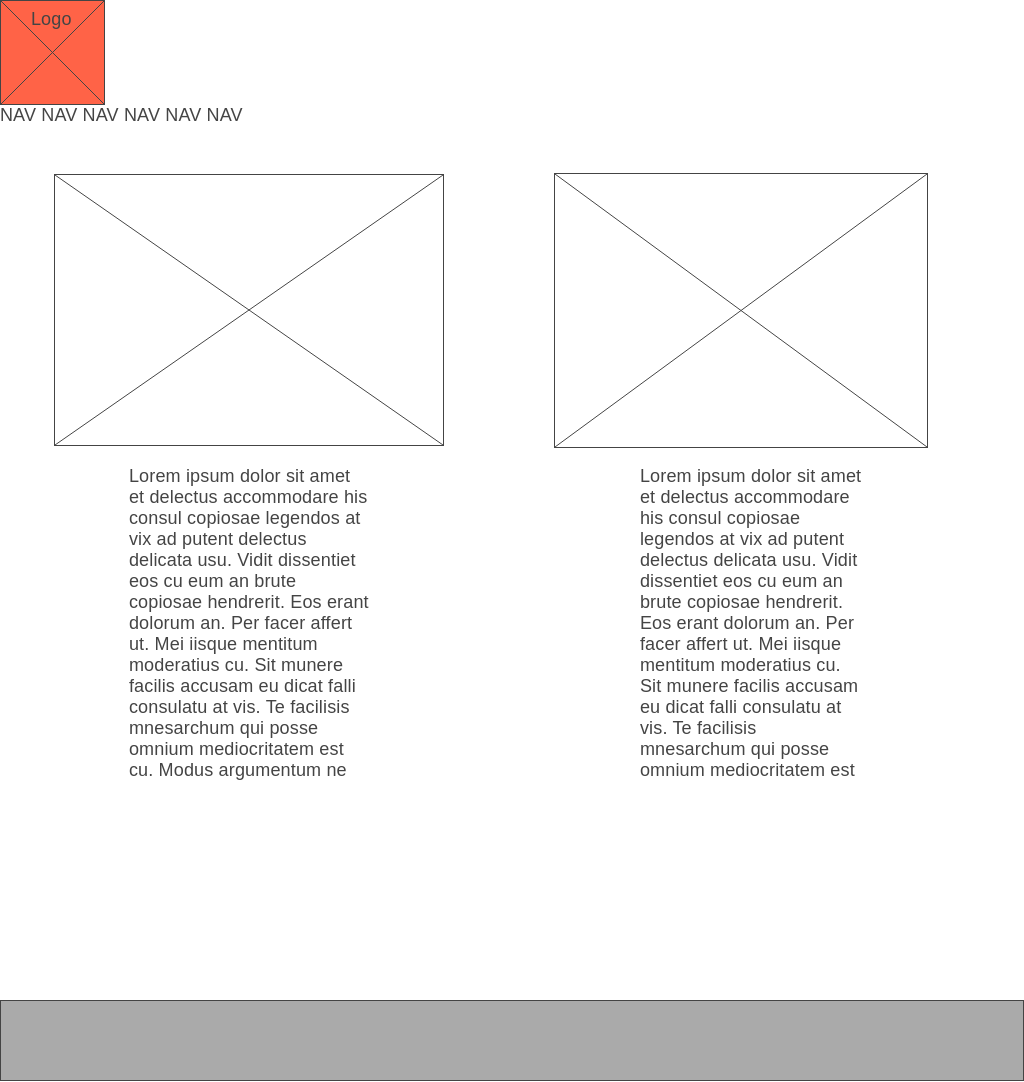 Logo
NAV NAV NAV NAV NAV NAV
Lorem ipsum dolor sit amet
et delectus accommodare his
consul copiosae legendos at
vix ad putent delectus
delicata usu. Vidit dissentiet
eos cu eum an brute
copiosae hendrerit. Eos erant
dolorum an. Per facer affert
ut. Mei iisque mentitum
moderatius cu. Sit munere
facilis accusam eu dicat falli
consulatu at vis. Te facilisis
mnesarchum qui posse
omnium mediocritatem est
cu. Modus argumentum ne
Lorem ipsum dolor sit amet
et delectus accommodare
his consul copiosae
legendos at vix ad putent
delectus delicata usu. Vidit
dissentiet eos cu eum an
brute copiosae hendrerit.
Eos erant dolorum an. Per
facer affert ut. Mei iisque
mentitum moderatius cu.
Sit munere facilis accusam
eu dicat falli consulatu at
vis. Te facilisis
mnesarchum qui posse
omnium mediocritatem est